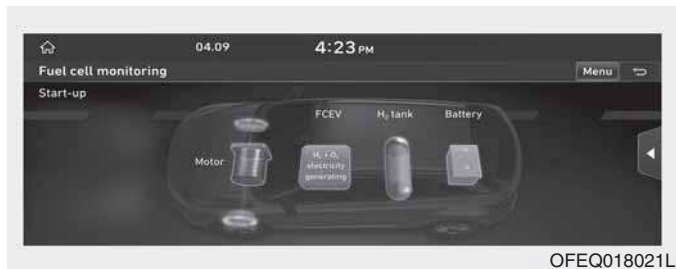 04.09 4:23 PM
Fuel cell monitoring Menu
Start-up
FCEV H₂ tank Battery
Motor
H₂ + O₂
electricity
generating
OFEQ018021L